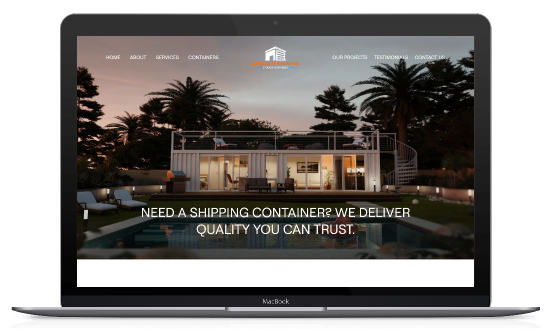 HOME ABOUT SERVICES CONTAINERS OUR PROJECTS TESTIMONIALS CONTACT US
NEED A SHIPPING CONTAINER? WE DELIVER
QUALITY YOU CAN TRUST.
MacBook